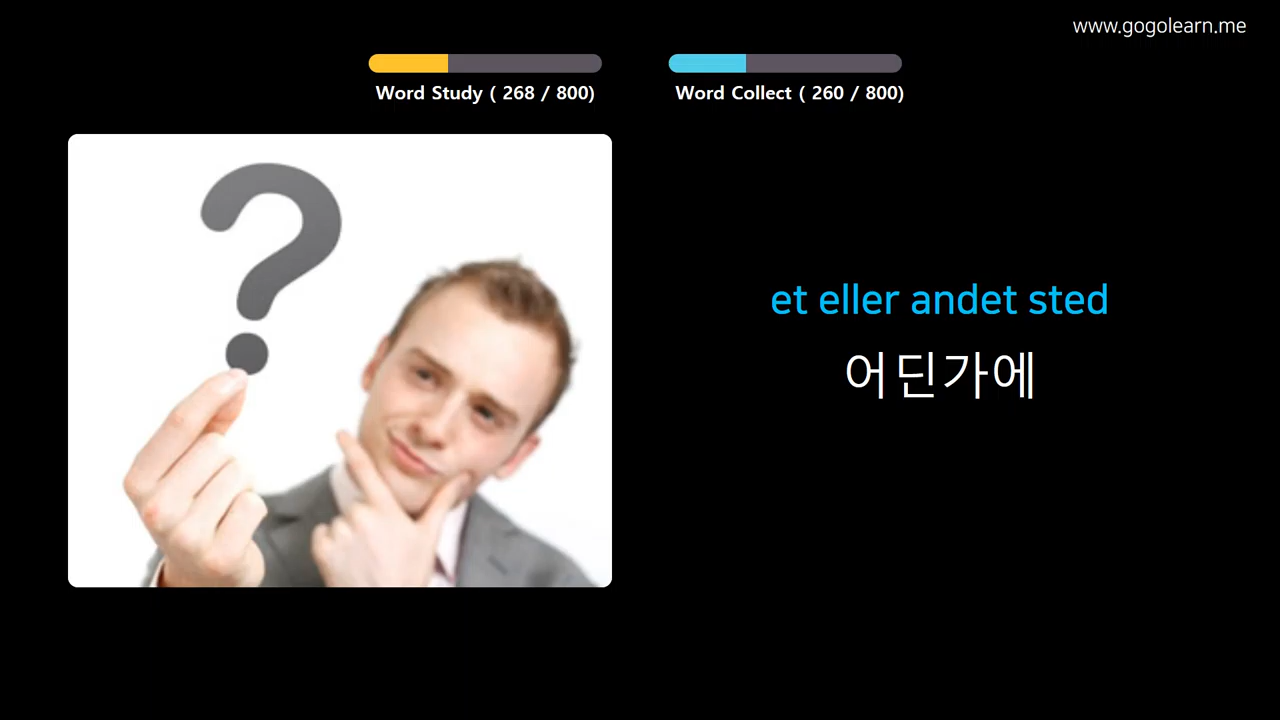 www.gogolearn.me
Word Study ( 268 / 800)
Word Collect ( 260 / 800)
?
et eller andet sted
어딘가에